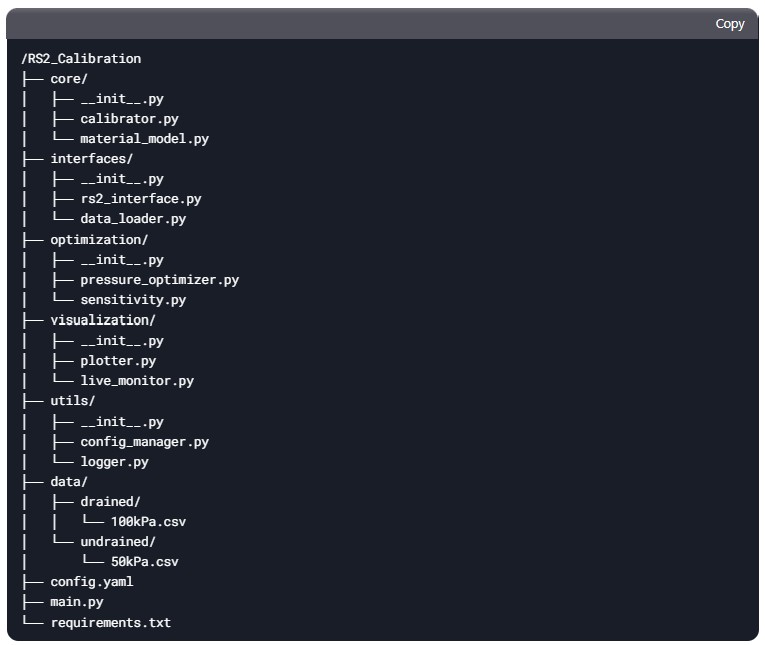 Copy
/RS2_Calibration
├── core/
│   ├── __init__.py
│   ├── calibrator.py
│   └── material_model.py
├── interfaces/
│   ├── __init__.py
│   ├── rs2_interface.py
│   └── data_loader.py
├── optimization/
│   ├── __init__.py
│   ├── pressure_optimizer.py
│   └── sensitivity.py
├── visualization/
│   ├── __init__.py
│   ├── plotter.py
│   └── live_monitor.py
├── utils/
│   ├── __init__.py
│   ├── config_manager.py
│   └── logger.py
├── data/
│   ├── drained/
│   │   └── 100kPa.csv
│   └── undrained/
│       └── 50kPa.csv
├── config.yaml
├── main.py
└── requirements.txt